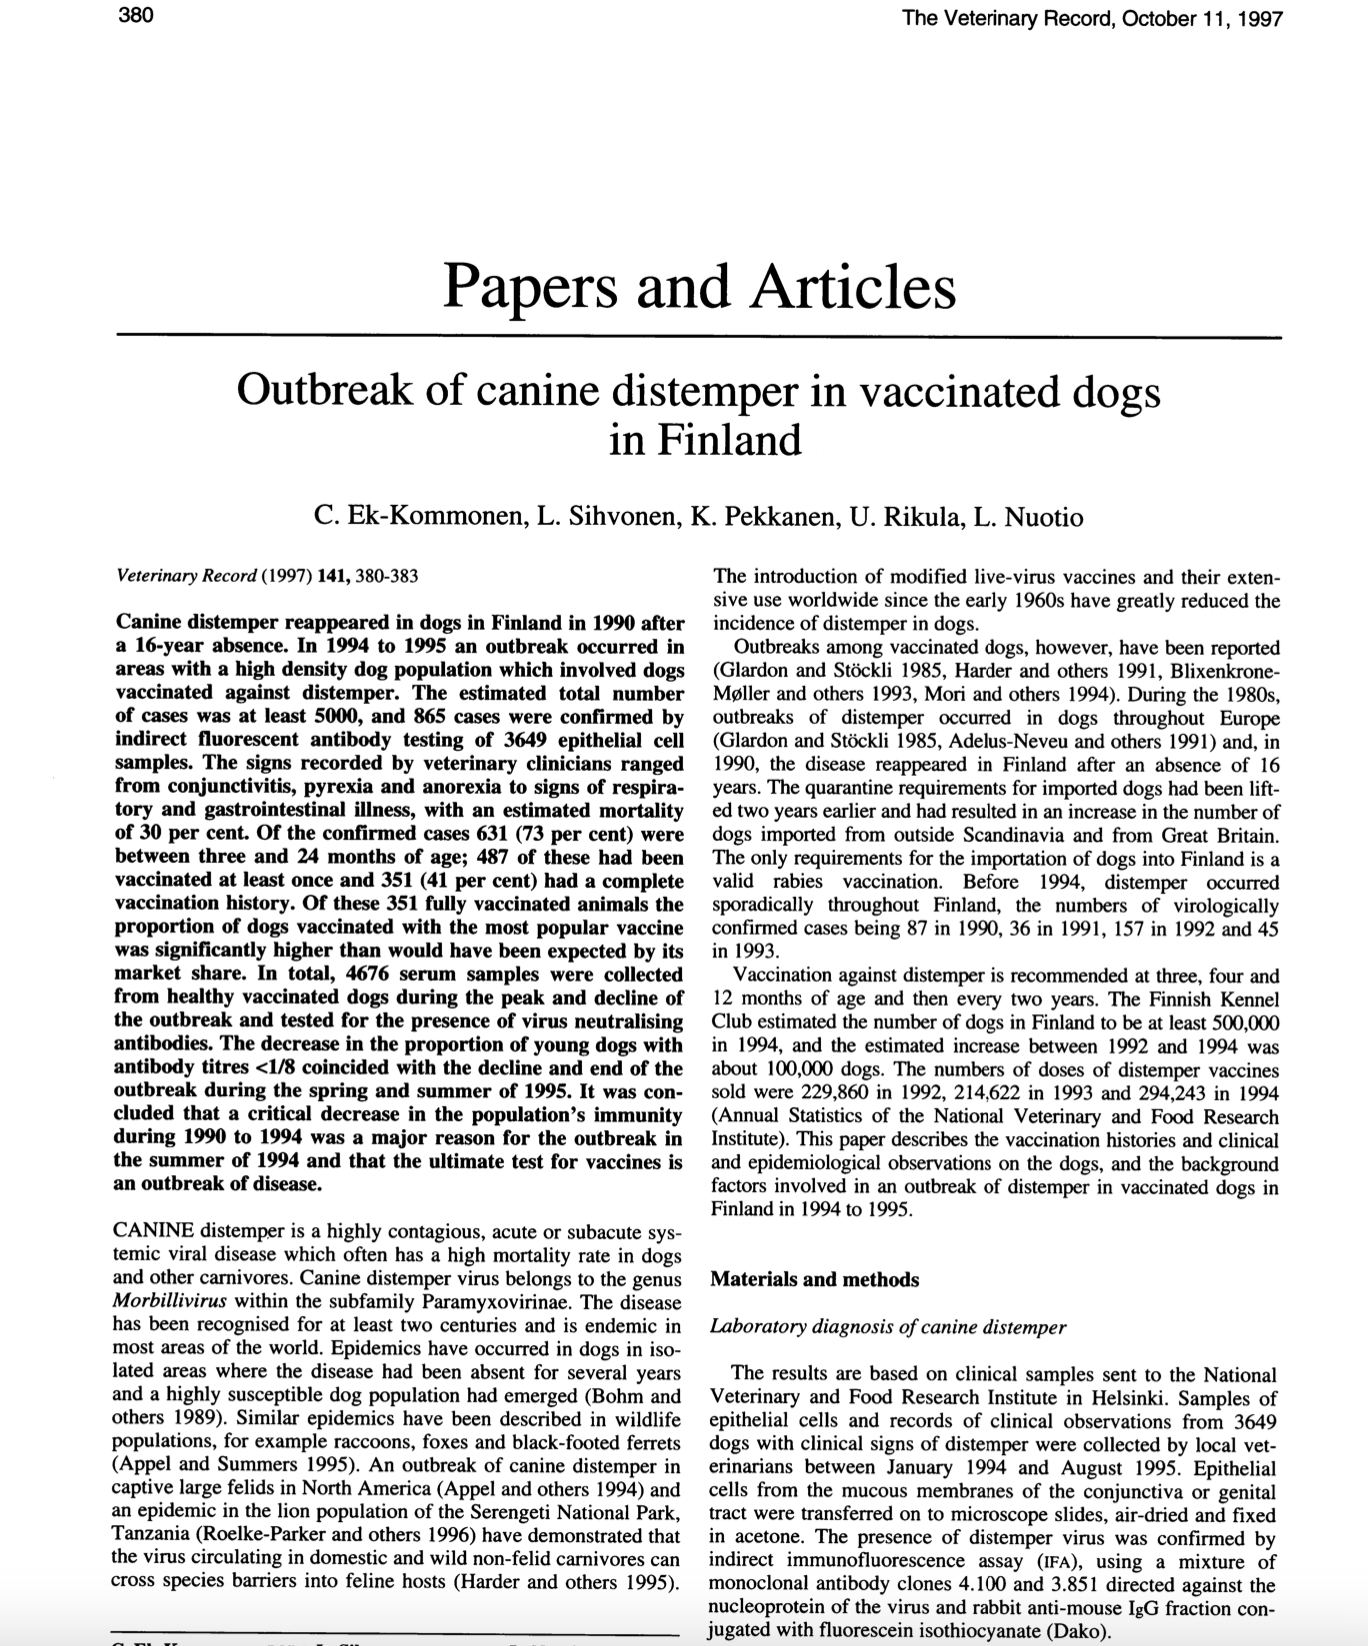 380
The Veterinary Record, October 11, 1997
Papers and Articles
Outbreak of canine distemper in vaccinated dogs
in Finland
C. Ek-Kommonen, L. Sihvonen, K. Pekkanen, U. Rikula, L. Nuotio
Veterinary Record (1997) 141, 380-383
Canine distemper reappeared in dogs in Finland in 1990 after
a 16-year absence. In 1994 to 1995 an outbreak occurred in
areas with a high density dog population which involved dogs
vaccinated against distemper. The estimated total number
of cases was at least 5000, and 865 cases were confirmed by
indirect fluorescent antibody testing of 3649 epithelial cell
samples. The signs recorded by veterinary clinicians ranged
from conjunctivitis, pyrexia and anorexia to signs of respira-
tory and gastrointestinal illness, with an estimated mortality
of 30 per cent. Of the confirmed cases 631 (73 per cent) were
between three and 24 months of age; 487 of these had been
vaccinated at least once and 351 (41 per cent) had a complete
vaccination history. Of these 351 fully vaccinated animals the
proportion of dogs vaccinated with the most popular vaccine
was significantly higher than would have been expected by its
market share. In total, 4676 serum samples were collected
from healthy vaccinated dogs during the peak and decline of
the outbreak and tested for the presence of virus neutralising
antibodies. The decrease in the proportion of young dogs with
antibody titres <1/8 coincided with the decline and end of the
outbreak during the spring and summer of 1995. It was con-
cluded that a critical decrease in the population's immunity
during 1990 to 1994 was a major reason for the outbreak in
the summer of 1994 and that the ultimate test for vaccines is
an outbreak of disease.
CANINE distemper is a highly contagious, acute or subacute sys-
temic viral disease which often has a high mortality rate in dogs
and other carnivores. Canine distemper virus belongs to the genus
Morbillivirus within the subfamily Paramyxovirinae. The disease
has been recognised for at least two centuries and is endemic in
most areas of the world. Epidemics have occurred in dogs in iso-
lated areas where the disease had been absent for several years
and a highly susceptible dog population had emerged (Bohm and
others 1989). Similar epidemics have been described in wildlife
populations, for example raccoons, foxes and black-footed ferrets
(Appel and Summers 1995). An outbreak of canine distemper in
captive large felids in North America (Appel and others 1994) and
an epidemic in the lion population of the Serengeti National Park,
Tanzania (Roelke-Parker and others 1996) have demonstrated that
the virus circulating in domestic and wild non-felid carnivores can
cross species barriers into feline hosts (Harder and others 1995).
The introduction of modified live-virus vaccines and their exten-
sive use worldwide since the early 1960s have greatly reduced the
incidence of distemper in dogs.
Outbreaks among vaccinated dogs, however, have been reported
(Glardon and Stöckli 1985, Harder and others 1991, Blixenkrone-
Møller and others 1993, Mori and others 1994). During the 1980s,
outbreaks of distemper occurred in dogs throughout Europe
(Glardon and Stöckli 1985, Adelus-Neveu and others 1991) and, in
1990, the disease reappeared in Finland after an absence of 16
years. The quarantine requirements for imported dogs had been lift-
ed two years earlier and had resulted in an increase in the number of
dogs imported from outside Scandinavia and from Great Britain.
The only requirements for the importation of dogs into Finland is a
valid rabies vaccination. Before 1994, distemper occurred
sporadically throughout Finland, the numbers of virologically
confirmed cases being 87 in 1990, 36 in 1991, 157 in 1992 and 45
in 1993.
Vaccination against distemper is recommended at three, four and
12 months of age and then every two years. The Finnish Kennel
Club estimated the number of dogs in Finland to be at least 500,000
in 1994, and the estimated increase between 1992 and 1994 was
about 100,000 dogs. The numbers of doses of distemper vaccines
sold were 229,860 in 1992, 214,622 in 1993 and 294,243 in 1994
(Annual Statistics of the National Veterinary and Food Research
Institute). This paper describes the vaccination histories and clinical
and epidemiological observations on the dogs, and the background
factors involved in an outbreak of distemper in vaccinated dogs in
Finland in 1994 to 1995.
Materials and methods
Laboratory diagnosis of canine distemper
The results are based on clinical samples sent to the National
Veterinary and Food Research Institute in Helsinki. Samples of
epithelial cells and records of clinical observations from 3649
dogs with clinical signs of distemper were collected by local vet-
erinarians between January 1994 and August 1995. Epithelial
cells from the mucous membranes of the conjunctiva or genital
tract were transferred on to microscope slides, air-dried and fixed
in acetone. The presence of distemper virus was confirmed by
indirect immunofluorescence assay (IFA), using a mixture of
monoclonal antibody clones 4.100 and 3.851 directed against the
nucleoprotein of the virus and rabbit anti-mouse IgG fraction con-
jugated with fluorescein isothiocyanate (Dako).